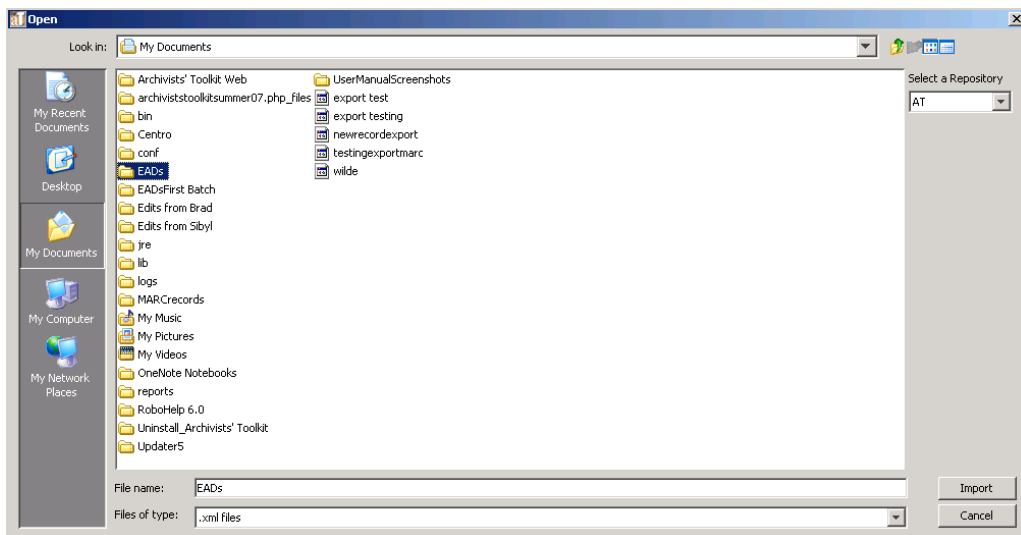 aT Open
Look in: My Documents
My Recent
Documents
Desktop
My Documents
My Computer
My Network
Places
Archivists' Toolkit Web
archiviststoolkitsummer07.php_files
bin
Centro
conf
EADs
EADsFirst Batch
Edits from Brad
Edits from Sibyl
jre
lib
logs
MARCrecords
My Music
My Pictures
My Videos
OneNote Notebooks
reports
RoboHelp 6.0
Uninstall_Archivists' Toolkit
Updater5
UserManualScreenshots
export test
export testing
newrecordexport
testingexportmarc
wilde
Select a Repository
AT
File name: EADs
Import
Files of type: .xml files
Cancel